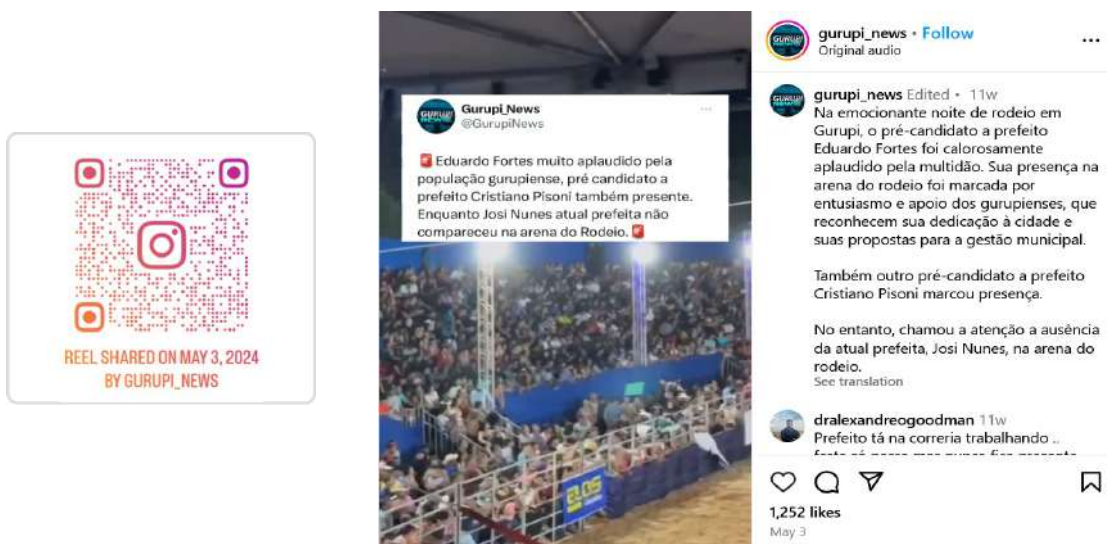 REEL SHARED ON MAY 3, 2024
BY GURUPI_NEWS
GURUPI
NEWS
Gurupi_News
@GurupiNews
🚨 Eduardo Fortes muito aplaudido pela
população gurupiense, pré candidato a
prefeito Cristiano Pisoni também presente.
Enquanto Josi Nunes atual prefeita não
compareceu na arena do Rodeio. 🚨
GURUPI
NEWS
gurupi_news • Follow
Original audio
gurupi_news Edited • 11w
Na emocionante noite de rodeio em
Gurupi, o pré-candidato a prefeito
Eduardo Fortes foi calorosamente
aplaudido pela multidão. Sua presença na
arena do rodeio foi marcada por
entusiasmo e apoio dos gurupienses, que
reconhecem sua dedicação à cidade e
suas propostas para a gestão municipal.
Também outro pré-candidato a prefeito
Cristiano Pisoni marcou presença.
No entanto, chamou a atenção a ausência
da atual prefeita, Josi Nunes, na arena do
rodeio.
See translation
dralexandreogoodman 11w
Prefeito tá na correria trabalhando ..
1,252 likes
May 3